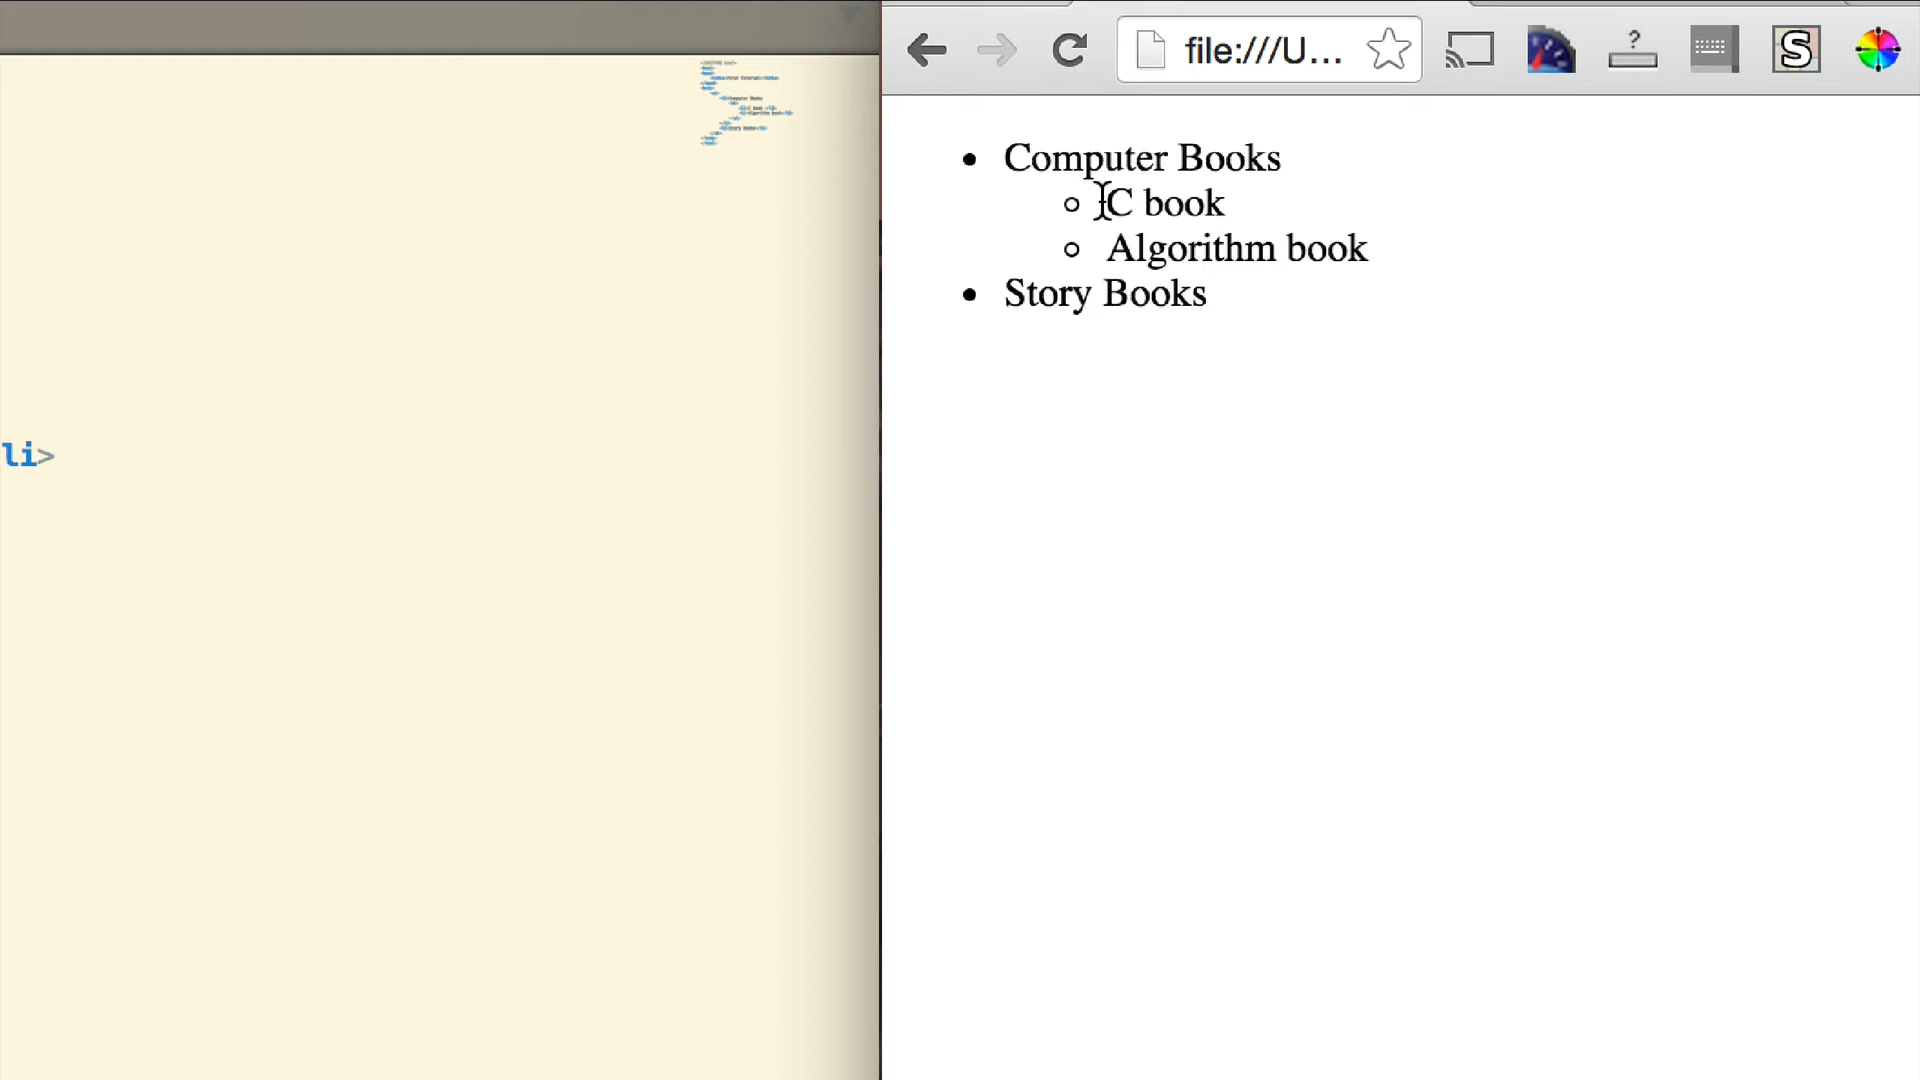 file:///U...
?
S
Computer Books
C book
Algorithm book
Story Books
li>